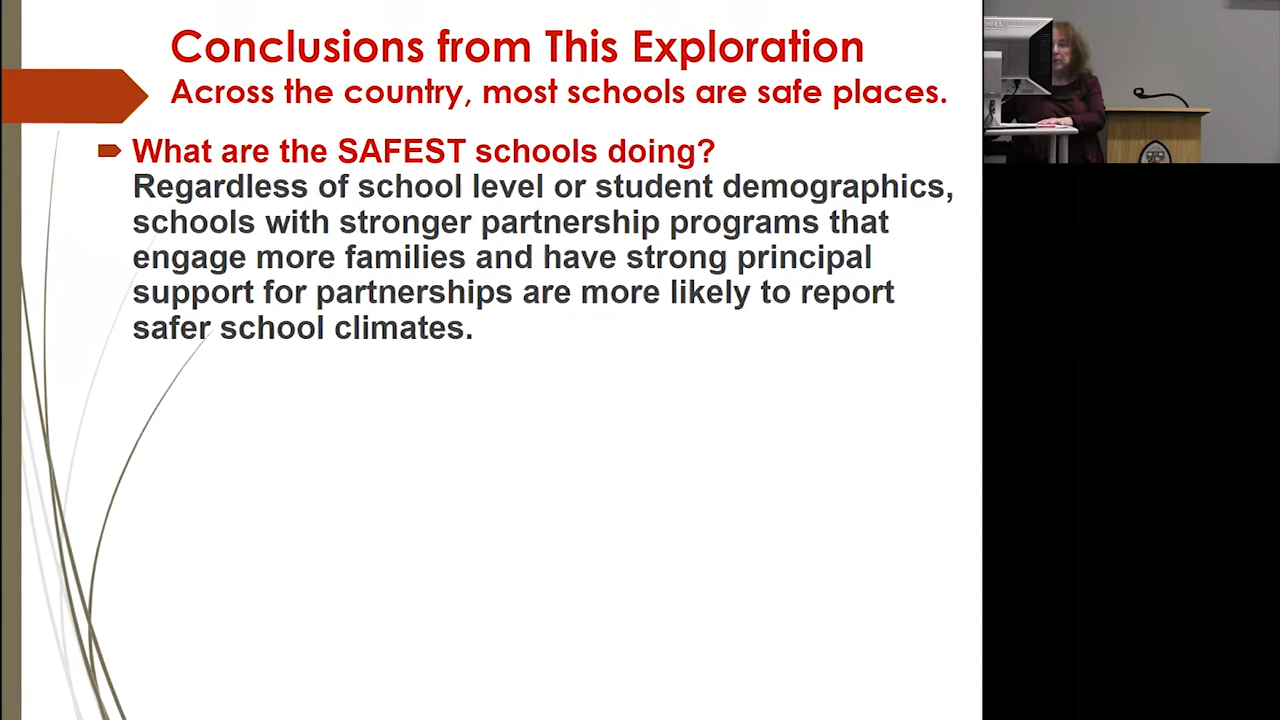 Conclusions from This Exploration
Across the country, most schools are safe places.
What are the SAFEST schools doing?
Regardless of school level or student demographics,
schools with stronger partnership programs that
engage more families and have strong principal
support for partnerships are more likely to report
safer school climates.